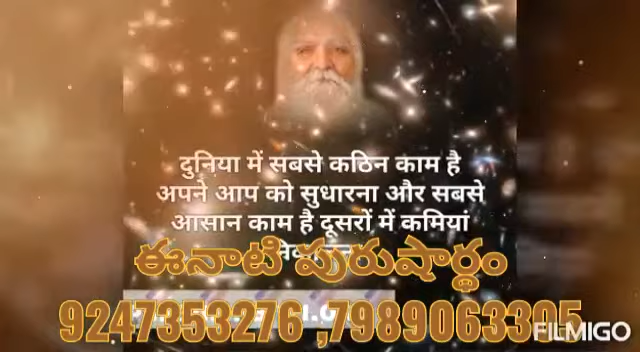 दुनिया में सबसे कठिन काम है
अपने आप को सुधारना और सबसे
आसान काम है दूसरों में कमियां
ఈనాటి పురుషార్థం
9247353276 ,7989063305
FILMIGO